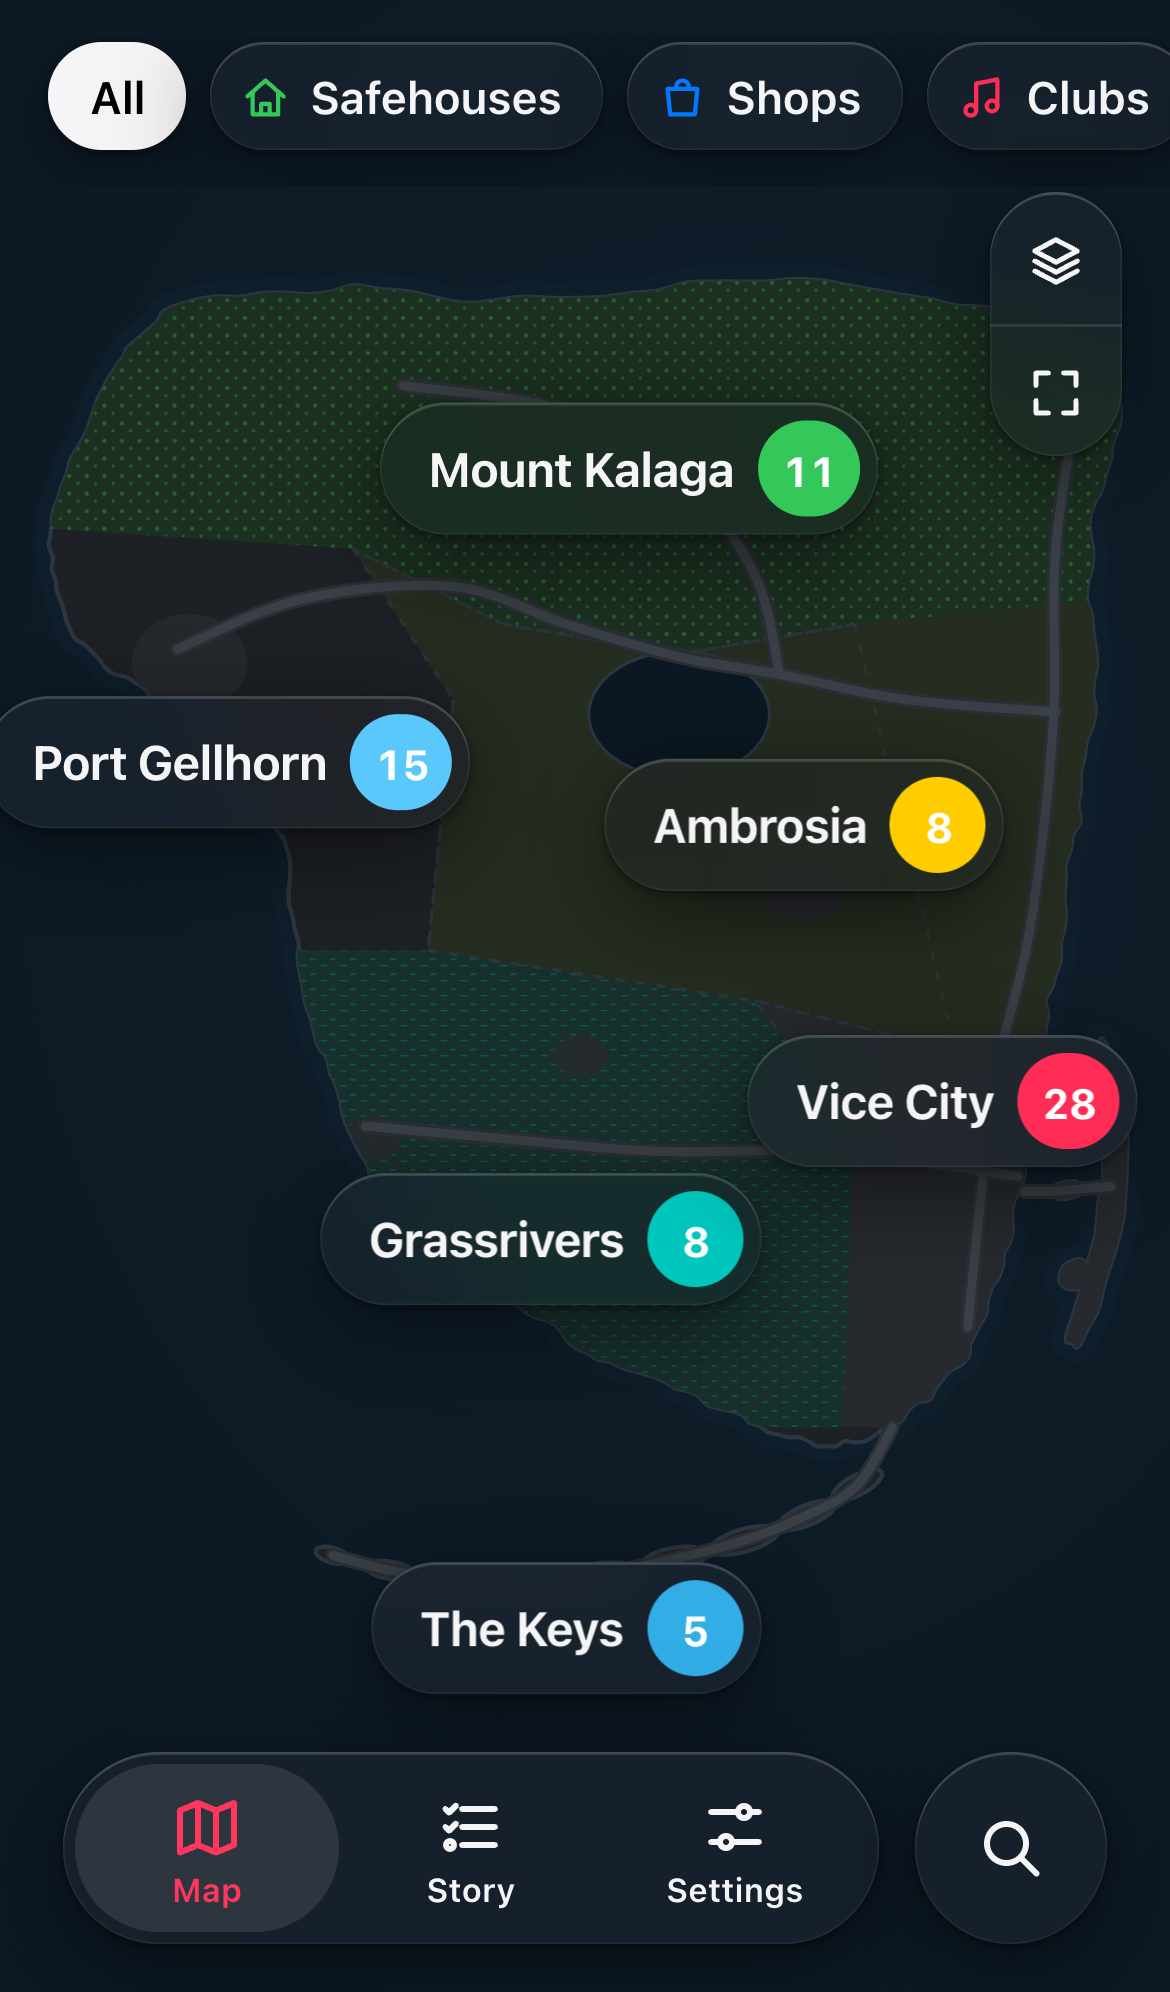 All
Safehouses
Shops
Clubs
Mount Kalaga 11
Port Gellhorn 15
Ambrosia 8
Vice City 28
Grassrivers 8
The Keys 5
Map
Story
Settings